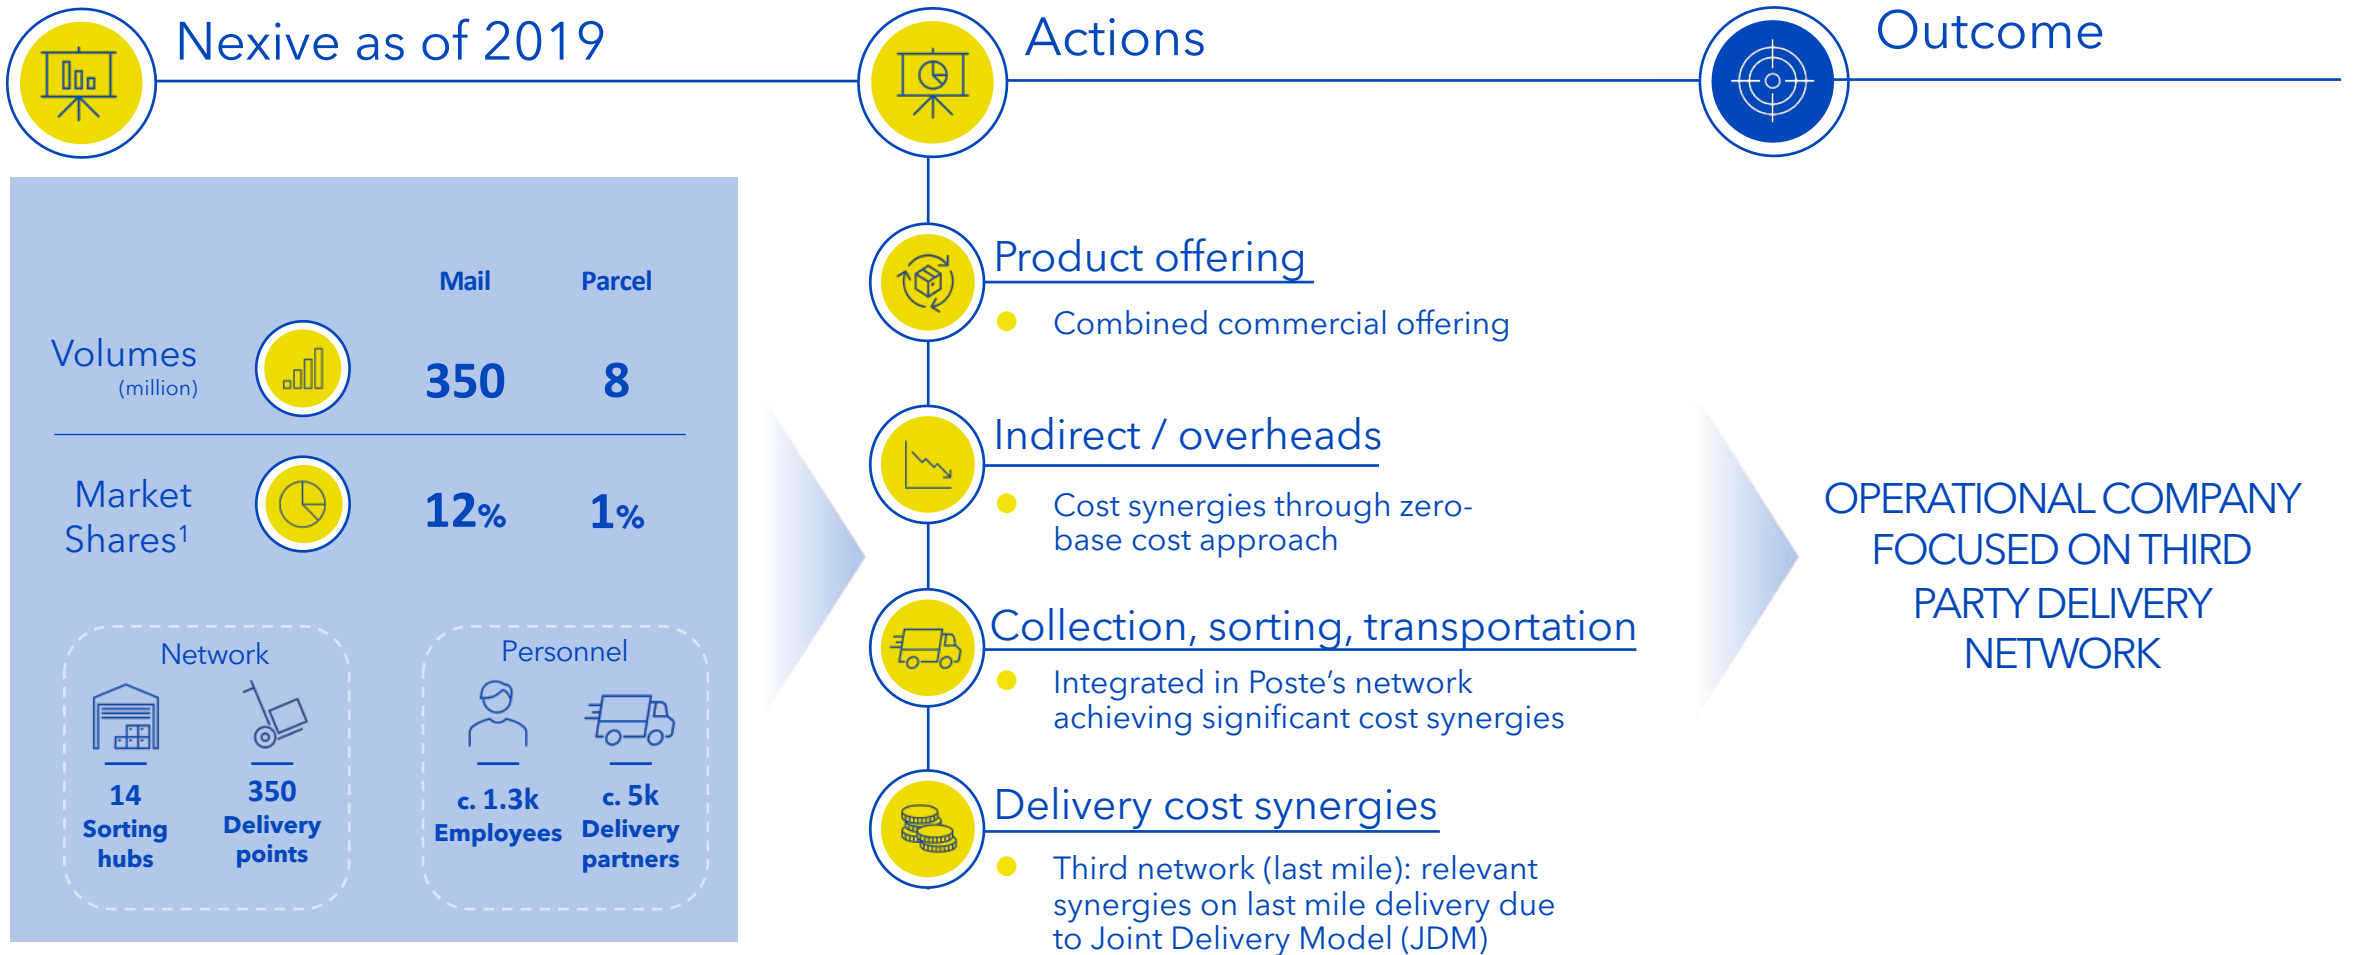 Nexive as of 2019
Mail Parcel
Volumes
(million)
350 8
Market
Shares¹
12% 1%
Network
14
Sorting
hubs
350
Delivery
points
Personnel
c. 1.3k
Employees
c. 5k
Delivery
partners
Actions
Product offering
Combined commercial offering
Indirect / overheads
Cost synergies through zero-
base cost approach
Collection, sorting, transportation
Integrated in Poste’s network
achieving significant cost synergies
Delivery cost synergies
Third network (last mile): relevant
synergies on last mile delivery due
to Joint Delivery Model (JDM)
Outcome
OPERATIONAL COMPANY
FOCUSED ON THIRD
PARTY DELIVERY
NETWORK